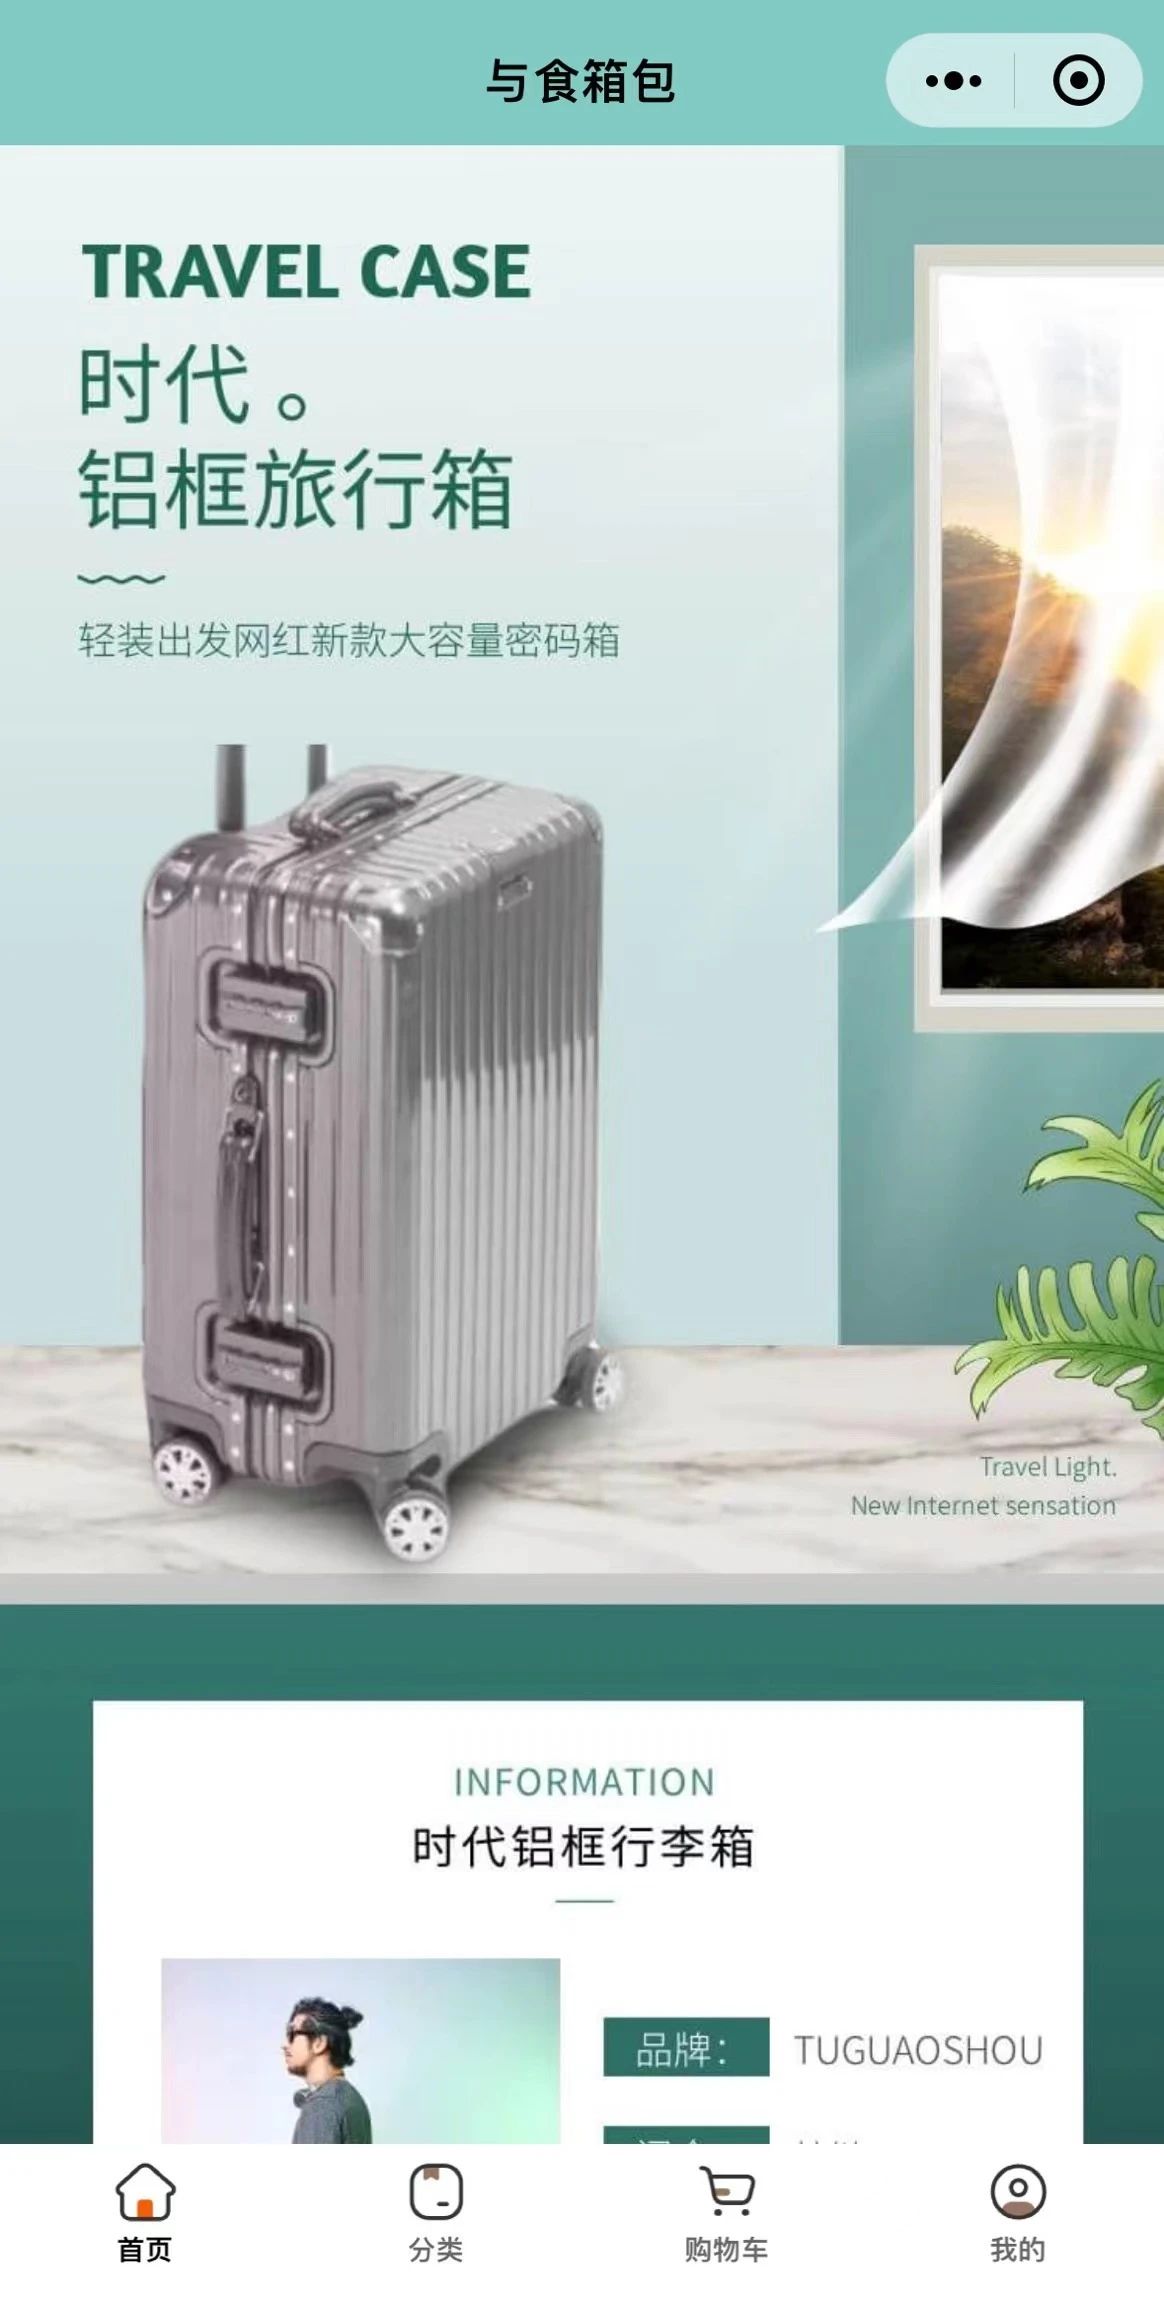 与食箱包
TRAVEL CASE
时代。
铝框旅行箱
轻装出发网红新款大容量密码箱
Travel Light.
New Internet sensation
INFORMATION
时代铝框行李箱
品牌： TUGUAOSHOU
首页 分类 购物车 我的